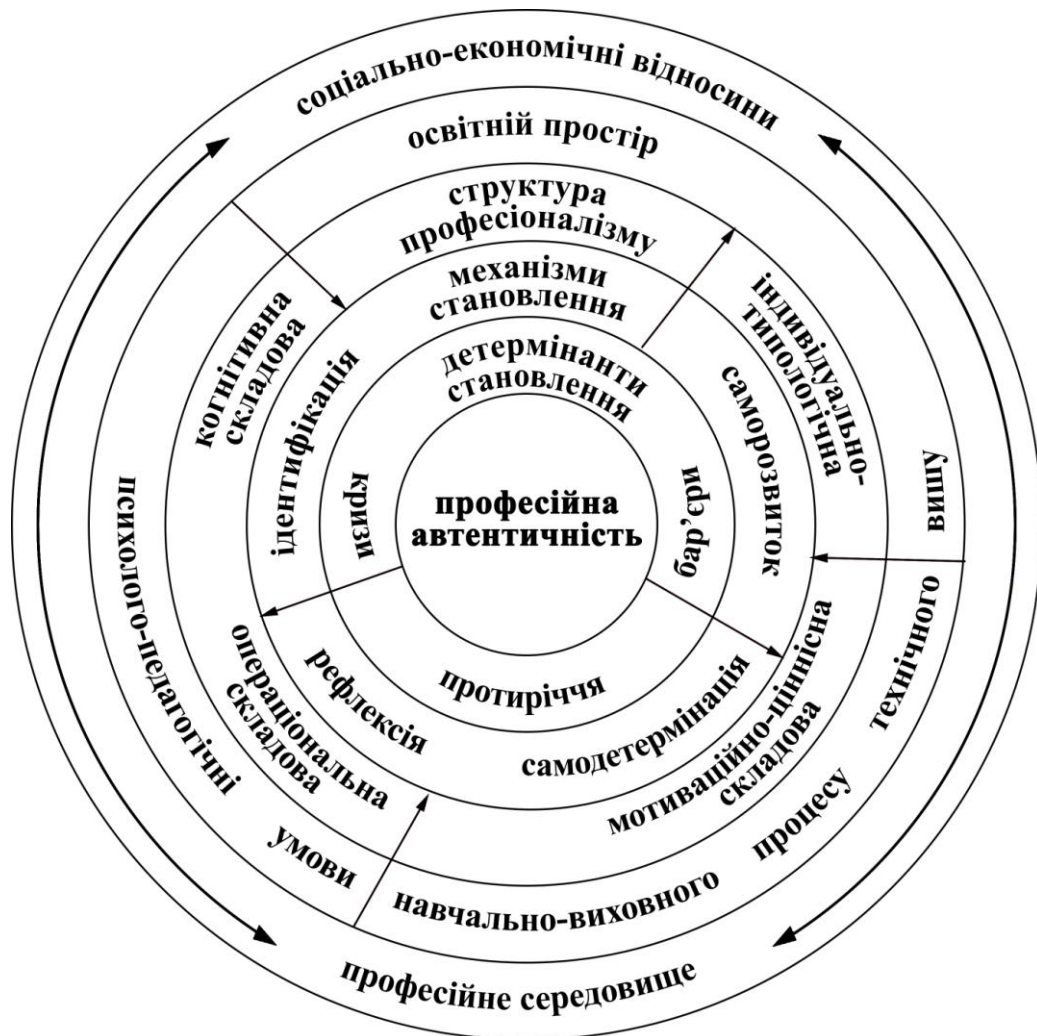 соціально-економічні відносини
освітній простір
структура
професіоналізму
механізми
становлення
детермінанти
становлення
когнітивна
складова
індивідуально-
типологічна
ідентифікація
саморозвиток
кризи
бар’єри
професійна
автентичність
протиріччя
рефлексія
самодетермінація
операціональна
складова
мотиваційно-ціннісна
складова
психолого-педагогічні
умови
навчально-виховного
процесу
технічного
вишу
професійне середовище